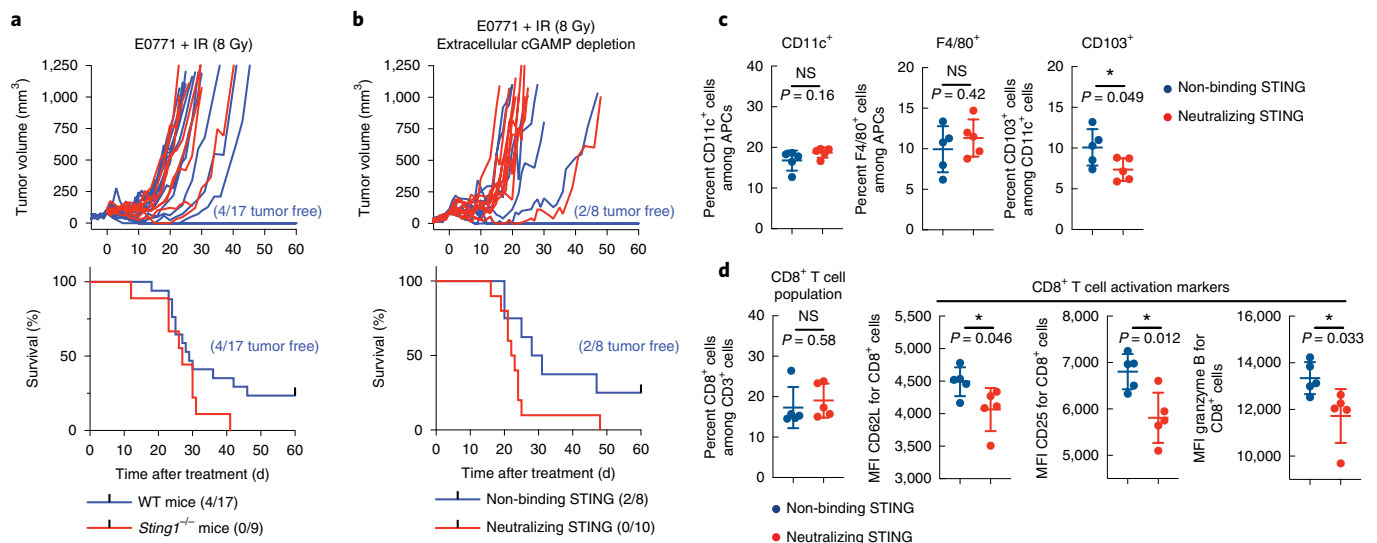 a
E0771 + IR (8 Gy)
Tumor volume (mm³)
1,250
1,000
750
500
250
0
(4/17 tumor free)
0 10 20 30 40 50 60
Survival (%)
100
50
0
(4/17 tumor free)
0 10 20 30 40 50 60
Time after treatment (d)
WT mice (4/17)
Sting1⁻/⁻ mice (0/9)
b
E0771 + IR (8 Gy)
Extracellular cGAMP depletion
Tumor volume (mm³)
1,250
1,000
750
500
250
0
(2/8 tumor free)
0 10 20 30 40 50 60
Survival (%)
100
50
0
(2/8 tumor free)
0 10 20 30 40 50 60
Time after treatment (d)
Non-binding STING (2/8)
Neutralizing STING (0/10)
c
CD11c⁺
Percent CD11c⁺ cells
among APCs
40
30
20
10
0
NS
P = 0.16
F4/80⁺
Percent F4/80⁺ cells
among APCs
20
15
10
5
0
NS
P = 0.42
CD103⁺
Percent CD103⁺ cells
among CD11c⁺ cells
20
15
10
5
0
*
P = 0.049
Non-binding STING
Neutralizing STING
d
CD8⁺ T cell
population
Percent CD8⁺ cells
among CD3⁺ cells
40
30
20
10
0
NS
P = 0.58
CD8⁺ T cell activation markers
MFI CD62L for CD8⁺ cells
5,500
5,000
4,500
4,000
3,500
3,000
*
P = 0.046
MFI CD25 for CD8⁺ cells
8,000
7,000
6,000
5,000
*
P = 0.012
MFI granzyme B for
CD8⁺ cells
16,000
14,000
12,000
10,000
*
P = 0.033
Non-binding STING
Neutralizing STING